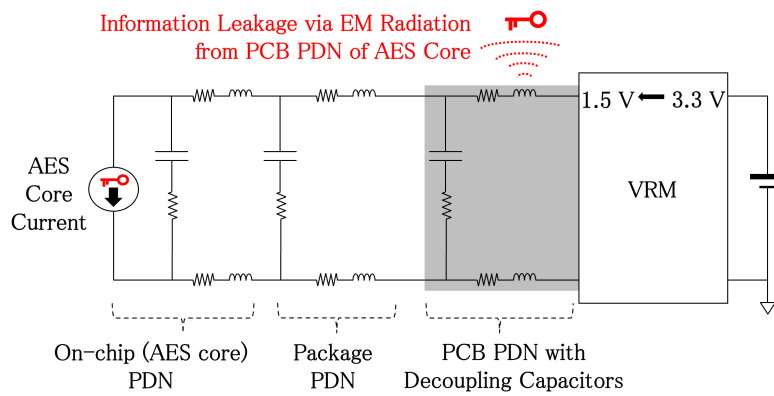 Information Leakage via EM Radiation
from PCB PDN of AES Core
1.5 V 3.3 V
AES
Core
Current
VRM
On-chip (AES core)
PDN
Package
PDN
PCB PDN with
Decoupling Capacitors